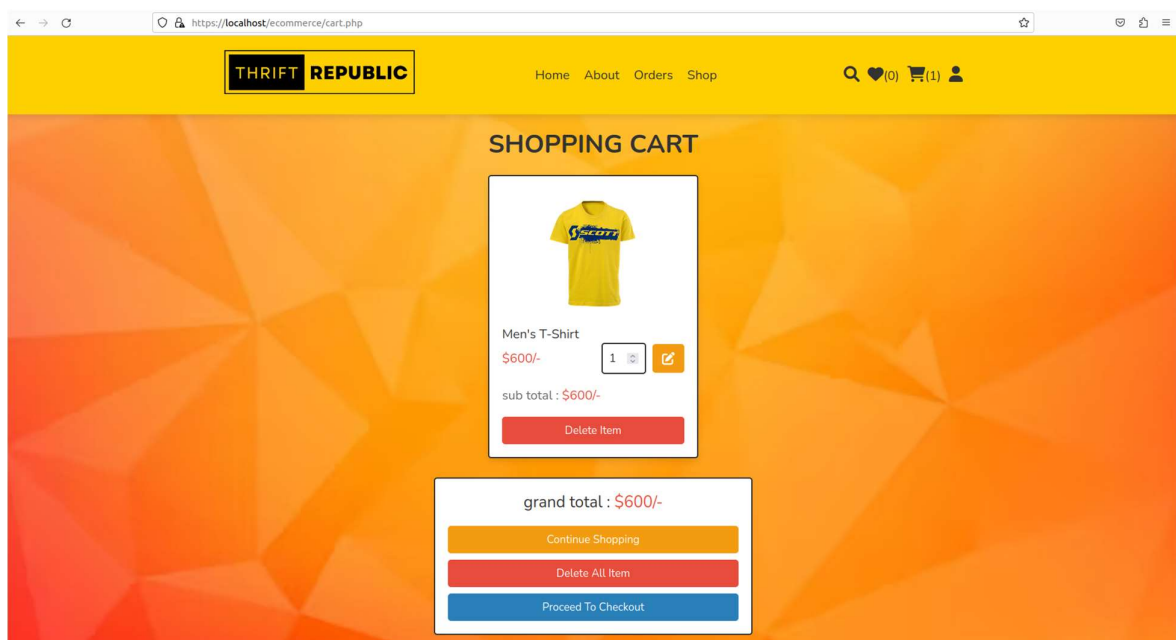 https://localhost/ecommerce/cart.php
THRIFT REPUBLIC
Home About Orders Shop
(0) (1)
SHOPPING CART
SCOTT
Men's T-Shirt
$600/-
1
sub total : $600/-
Delete Item
grand total : $600/-
Continue Shopping
Delete All Item
Proceed To Checkout